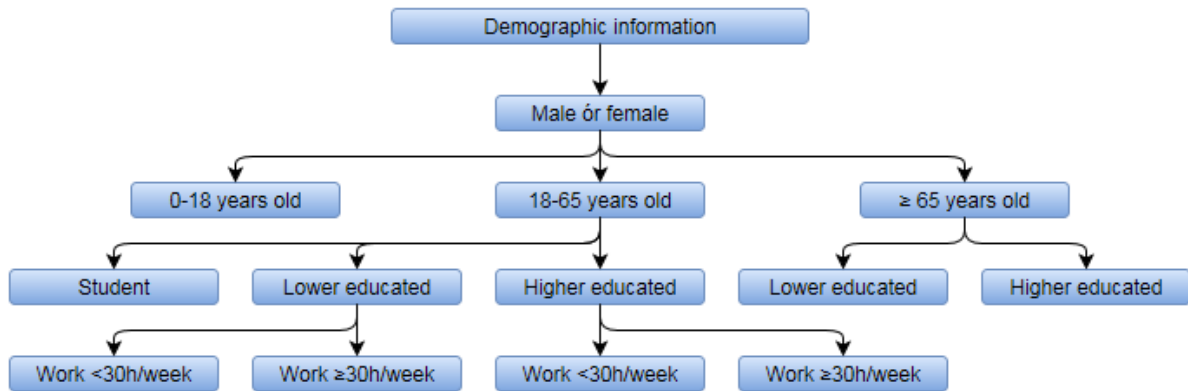 Demographic information
Male ór female
0-18 years old
18-65 years old
≥ 65 years old
Student
Lower educated
Higher educated
Lower educated
Higher educated
Work <30h/week
Work ≥30h/week
Work <30h/week
Work ≥30h/week